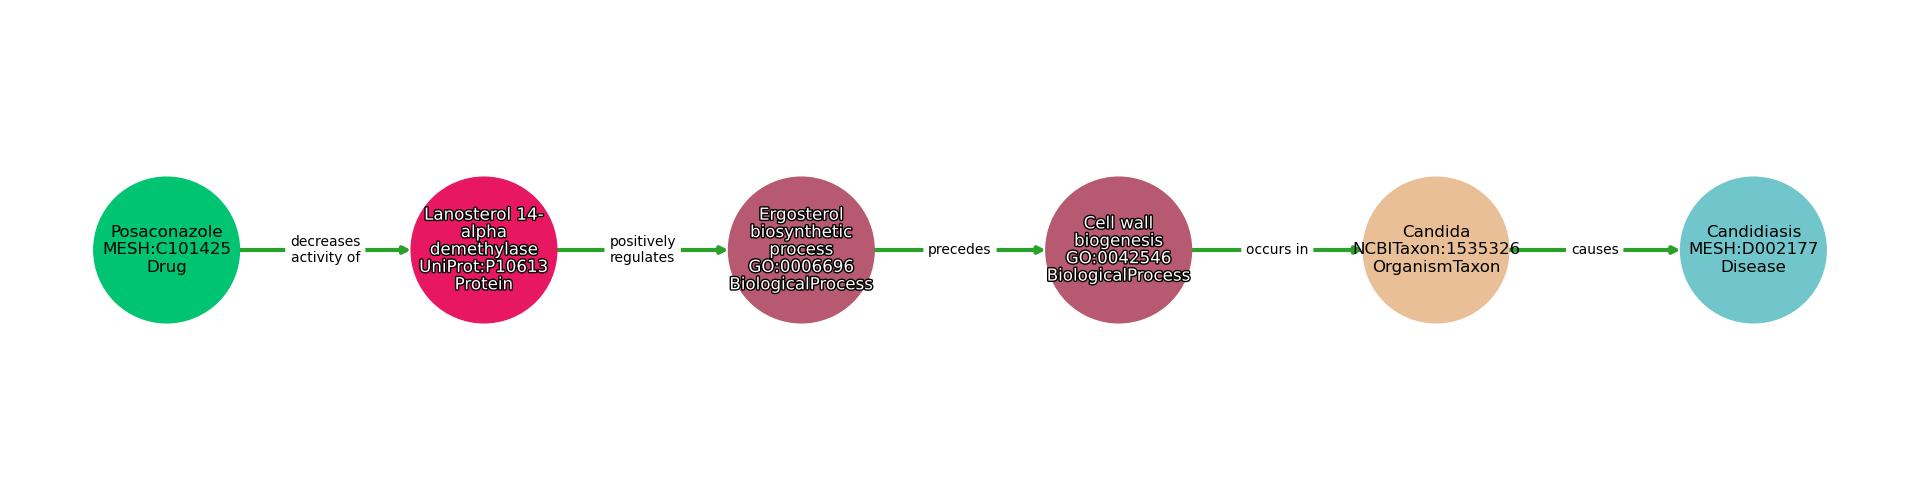 Posaconazole
MESH:C101425
Drug
decreases
activity of
Lanosterol 14-
alpha
demethylase
UniProt:P10613
Protein
positively
regulates
Ergosterol
biosynthetic
process
GO:0006696
BiologicalProcess
precedes
Cell wall
biogenesis
GO:0042546
BiologicalProcess
occurs in
Candida
NCBITaxon:1535326
OrganismTaxon
causes
Candidiasis
MESH:D002177
Disease